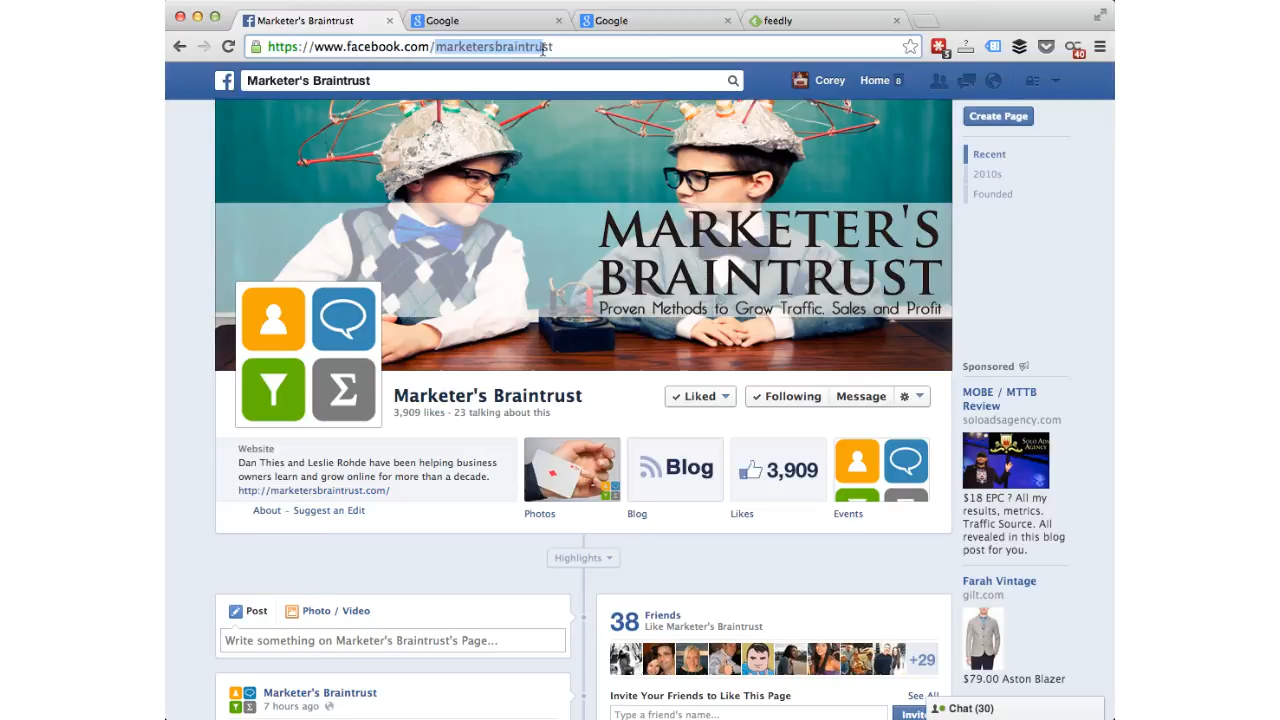 Marketer's Braintrust
Google
Google
feedly
https://www.facebook.com/marketersbraintrust
5
40
Marketer's Braintrust
Corey
Home 8
MARKETER'S
BRAINTRUST
Proven Methods to Grow Traffic, Sales and Profit
Create Page
Recent
2010s
Founded
Marketer's Braintrust
3,909 likes · 23 talking about this
Liked
Following
Message
Website
Dan Thies and Leslie Rohde have been helping business
owners learn and grow online for more than a decade.
http://marketersbraintrust.com/
About – Suggest an Edit
Blog
3,909
Photos
Blog
Likes
Events
Sponsored
MOBE / MTTB
Review
soloadsagency.com
SOLO ADS
AGENCY
$18 EPC ? All my
results, metrics.
Traffic Source. All
revealed in this blog
post for you.
Farah Vintage
gilt.com
$79.00 Aston Blazer
Highlights
Post
Photo / Video
Write something on Marketer's Braintrust's Page...
Marketer's Braintrust
7 hours ago
38
Friends
Like Marketer's Braintrust
+29
Invite Your Friends to Like This Page
See All
Type a friend's name...
Invite
Chat (30)